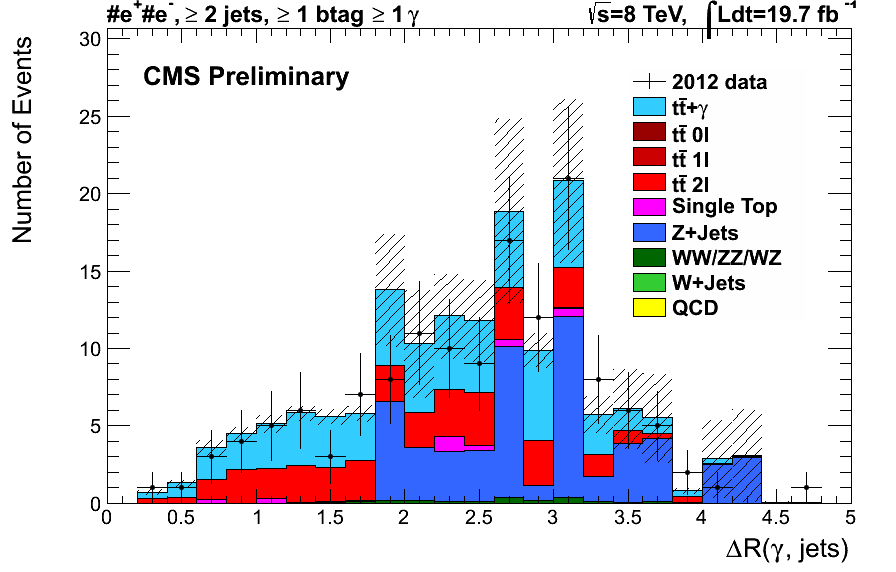 #e⁺#e⁻, ≥ 2 jets, ≥ 1 btag ≥ 1 γ
√s=8 TeV, ∫Ldt=19.7 fb⁻¹
CMS Preliminary
Number of Events
30
25
20
15
10
5
0
2012 data
tt̄+γ
tt̄ 0l
tt̄ 1l
tt̄ 2l
Single Top
Z+Jets
WW/ZZ/WZ
W+Jets
QCD
0 0.5 1 1.5 2 2.5 3 3.5 4 4.5 5
ΔR(γ, jets)